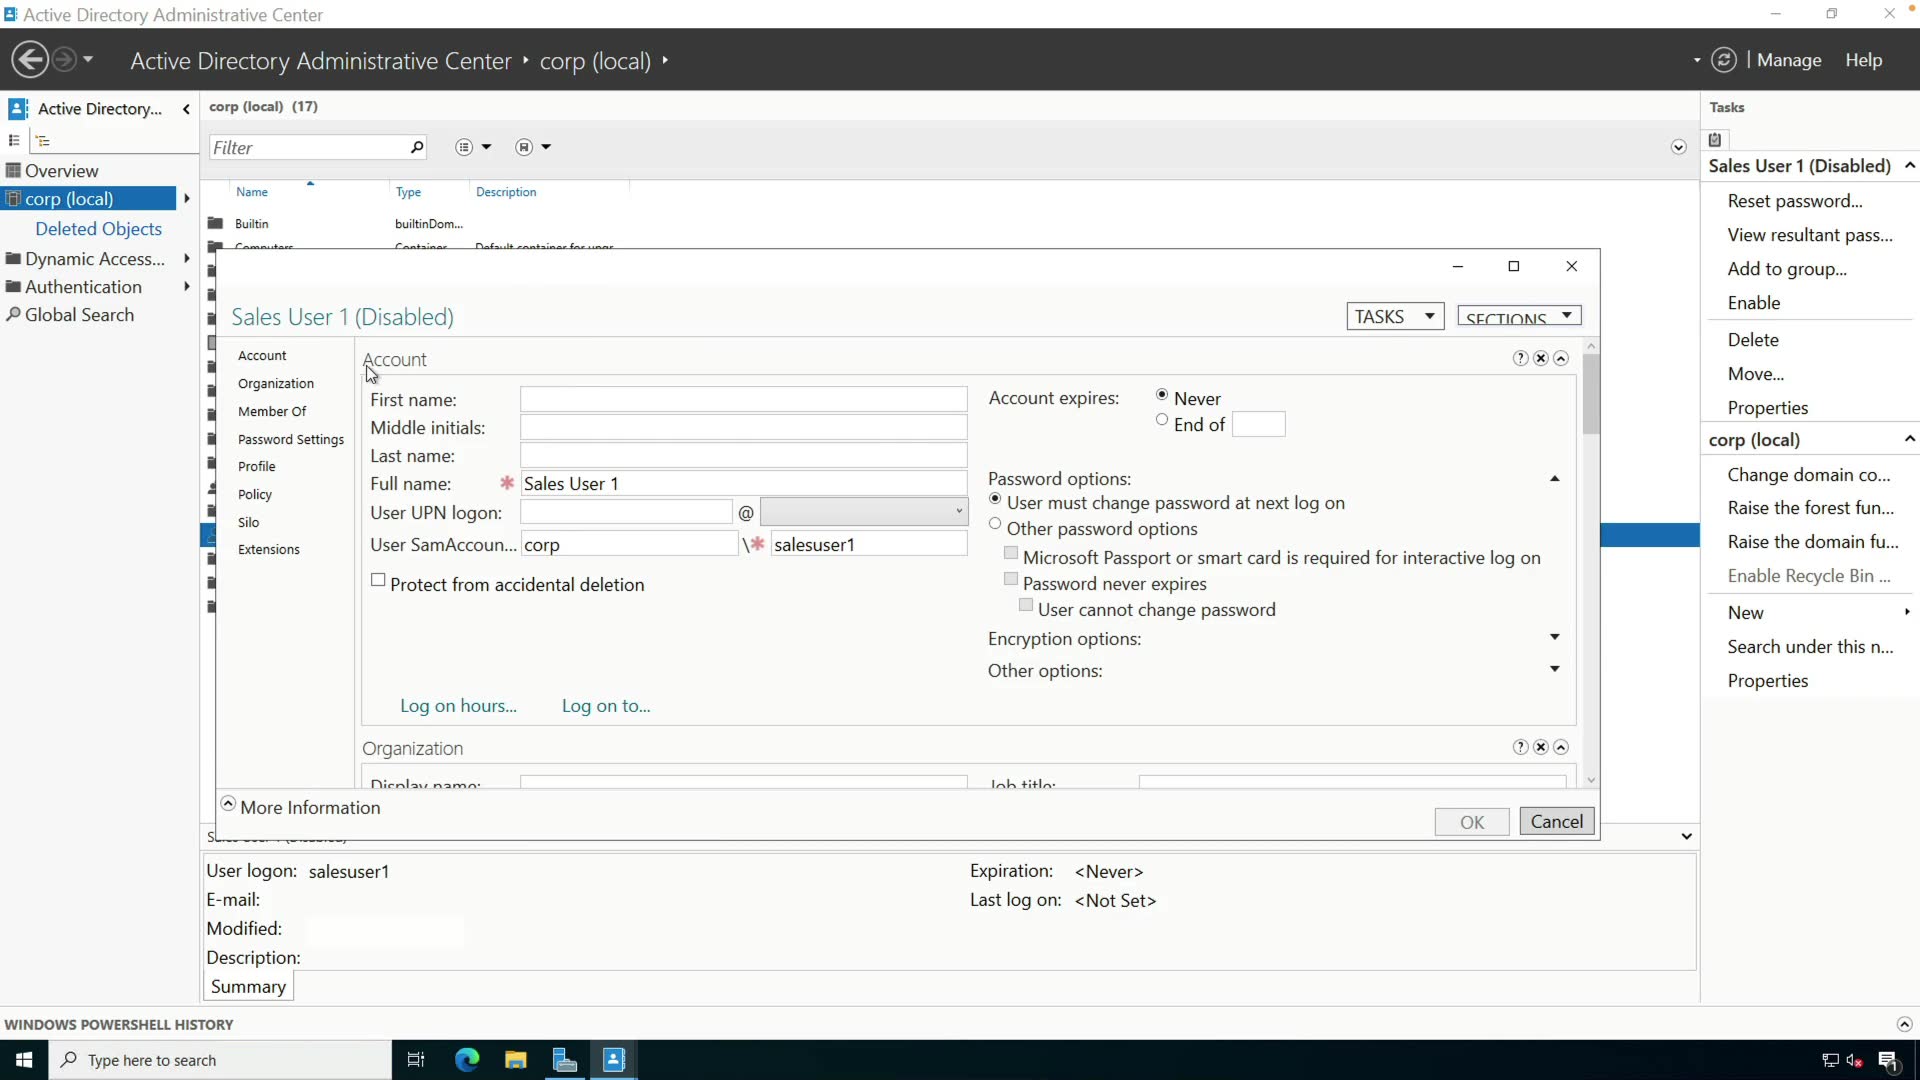 Active Directory Administrative Center
Active Directory Administrative Center • corp (local) •
Manage
Help
Active Directory...
Overview
corp (local)
Deleted Objects
Dynamic Access...
Authentication
Global Search
corp (local) (17)
Filter
Name Type Description
Builtin builtinDom...
Computers Container Default container for upgr...
Sales User 1 (Disabled)
TASKS
SECTIONS
Account
Organization
Member Of
Password Settings
Profile
Policy
Silo
Extensions
Account
First name:
Middle initials:
Last name:
Full name: * Sales User 1
User UPN logon: @
User SamAccoun... corp \* salesuser1
Protect from accidental deletion
Log on hours...
Log on to...
Account expires:
Never
End of
Password options:
User must change password at next log on
Other password options
Microsoft Passport or smart card is required for interactive log on
Password never expires
User cannot change password
Encryption options:
Other options:
Organization
Display name:
Job title:
More Information
OK
Cancel
User logon: salesuser1
E-mail:
Modified:
Description:
Expiration: <Never>
Last log on: <Not Set>
Summary
Tasks
Sales User 1 (Disabled)
Reset password...
View resultant pass...
Add to group...
Enable
Delete
Move...
Properties
corp (local)
Change domain co...
Raise the forest fun...
Raise the domain fu...
Enable Recycle Bin ...
New
Search under this n...
Properties
WINDOWS POWERSHELL HISTORY
Type here to search
1